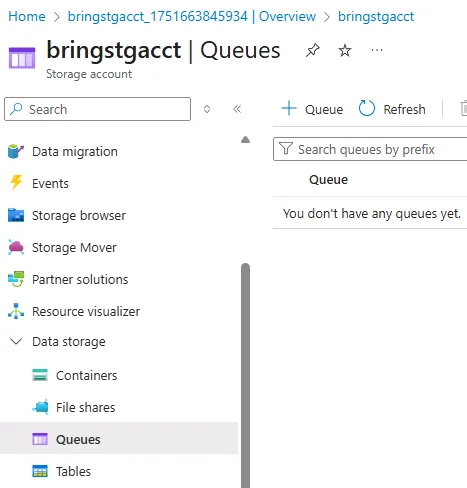 Home > bringstgacct_1751663845934 | Overview > bringstgacct
bringstgacct | Queues ...
Storage account
Search
+ Queue Refresh
Search queues by prefix
Queue
You don't have any queues yet.
Data migration
Events
Storage browser
Storage Mover
Partner solutions
Resource visualizer
Data storage
Containers
File shares
Queues
Tables